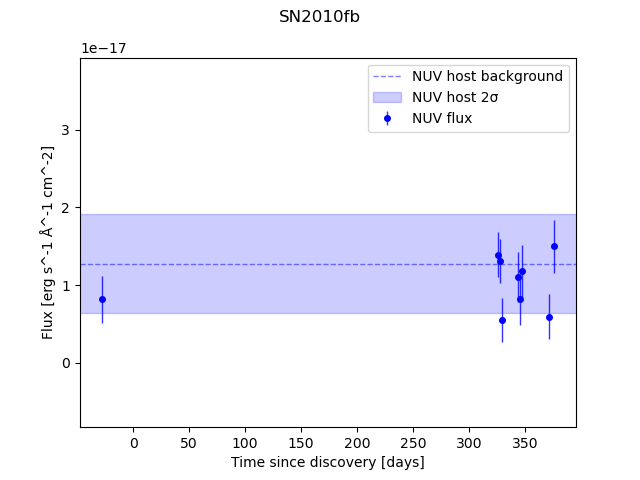 SN2010fb
1e−17
NUV host background
NUV host 2σ
NUV flux
3
2
1
0
Flux [erg s^-1 Å^-1 cm^-2]
0 50 100 150 200 250 300 350
Time since discovery [days]